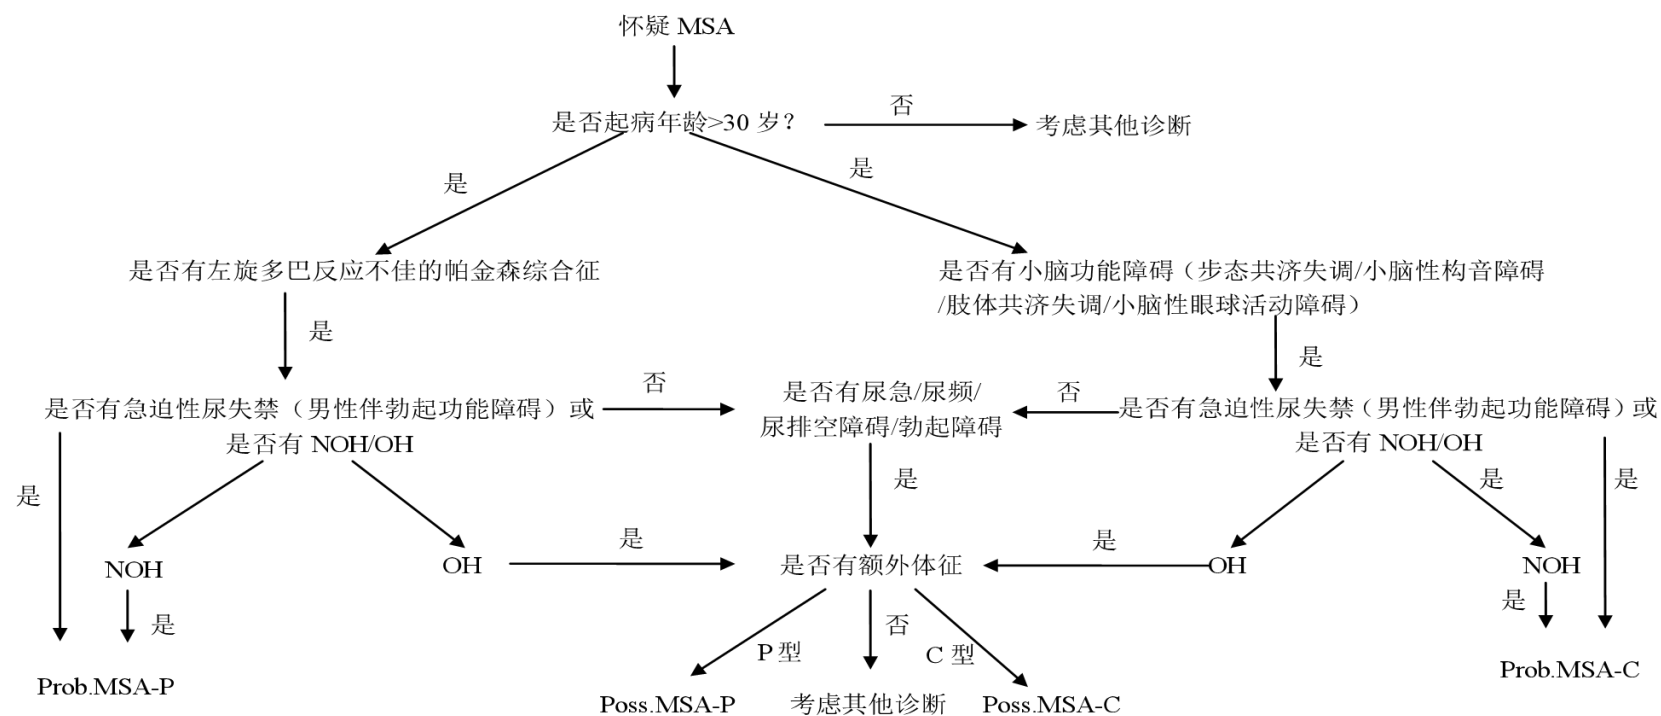 怀疑 MSA
是否起病年龄>30 岁？
否
考虑其他诊断
是
是
是否有左旋多巴反应不佳的帕金森综合征
是否有小脑功能障碍（步态共济失调/小脑性构音障碍
/肢体共济失调/小脑性眼球活动障碍）
是
是
是否有急迫性尿失禁（男性伴勃起功能障碍）或
是否有 NOH/OH
否
是否有尿急/尿频/
尿排空障碍/勃起障碍
否
是否有急迫性尿失禁（男性伴勃起功能障碍）或
是否有 NOH/OH
是
是
是
是
NOH
OH
是
是否有额外体征
是
OH
NOH
是
是
P 型
否
C 型
Prob.MSA-P
Poss.MSA-P
考虑其他诊断
Poss.MSA-C
Prob.MSA-C